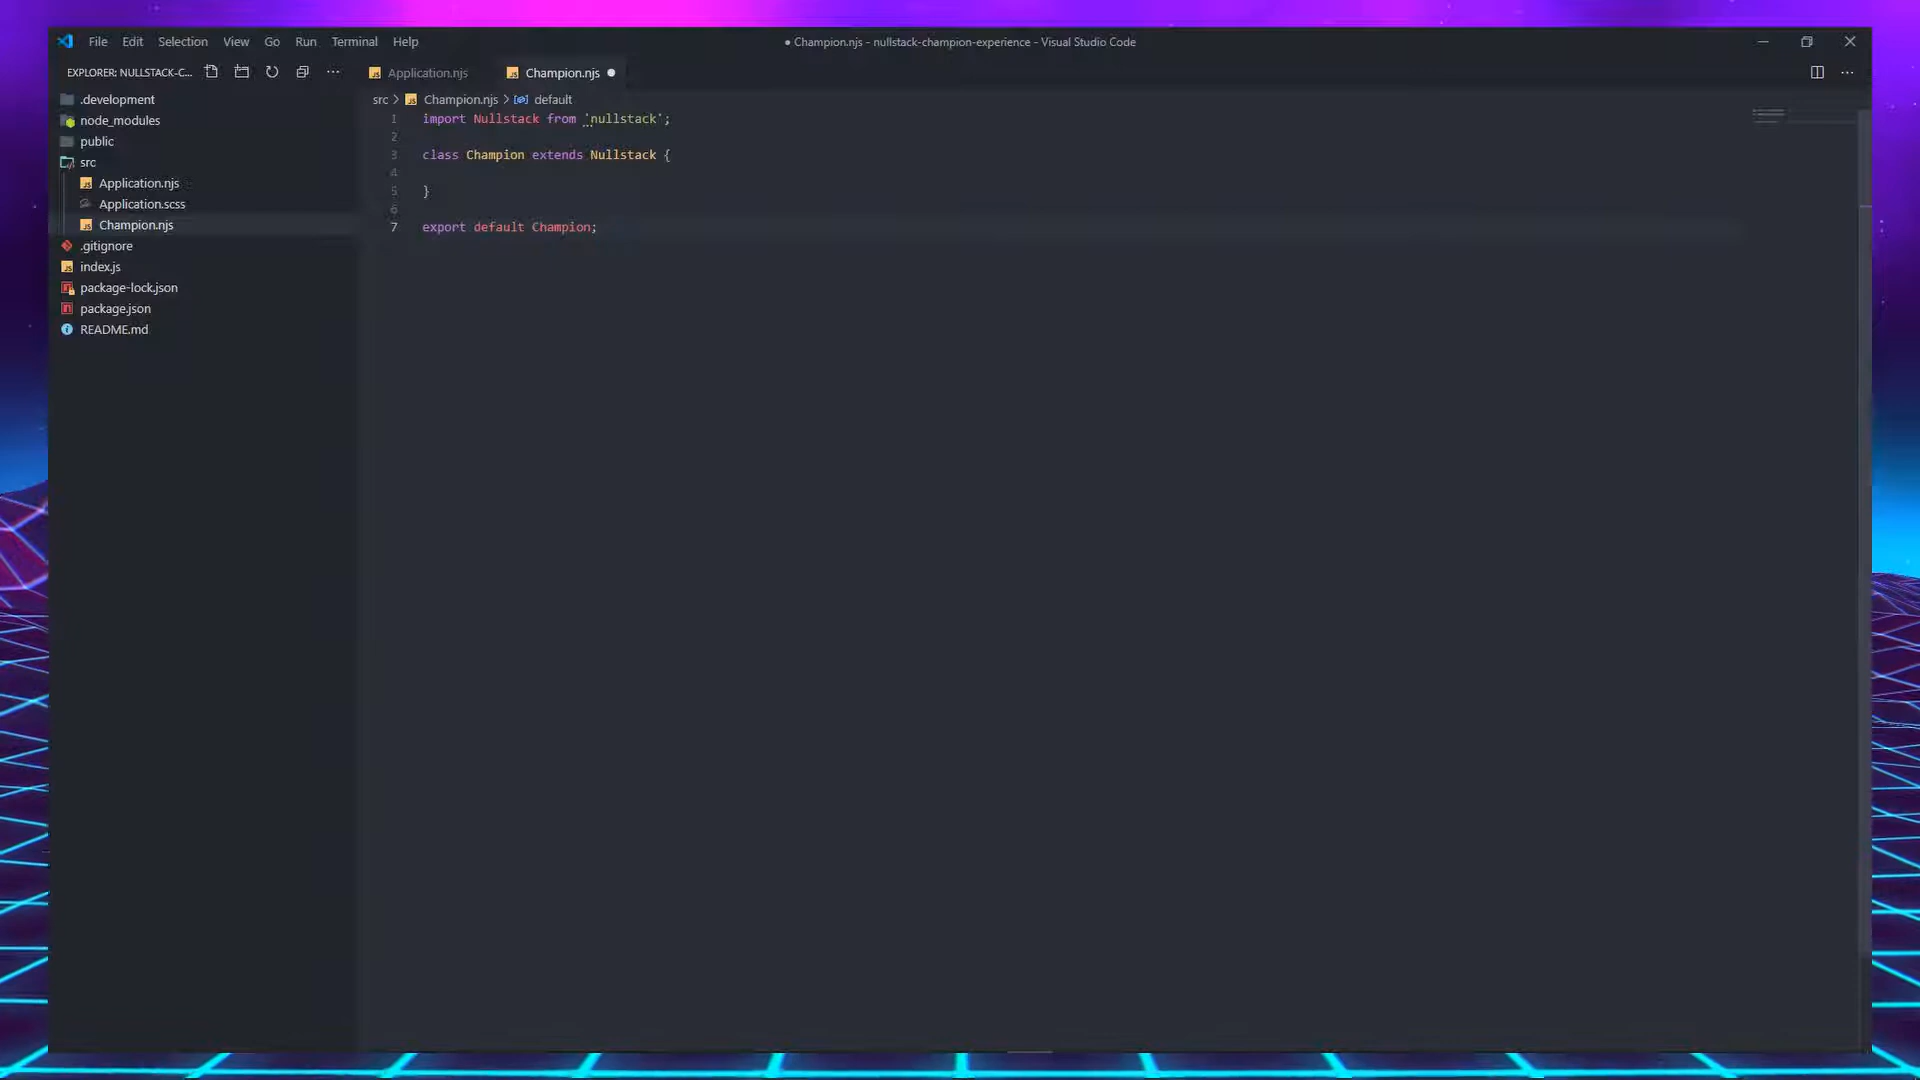 File Edit Selection View Go Run Terminal Help
● Champion.njs - nullstack-champion-experience - Visual Studio Code
EXPLORER: NULLSTACK-C...
Application.njs
Champion.njs
.development
node_modules
public
src
Application.njs
Application.scss
Champion.njs
.gitignore
index.js
package-lock.json
package.json
README.md
src > Champion.njs > default
1 import Nullstack from 'nullstack';
2
3 class Champion extends Nullstack {
4
5 }
6
7 export default Champion;